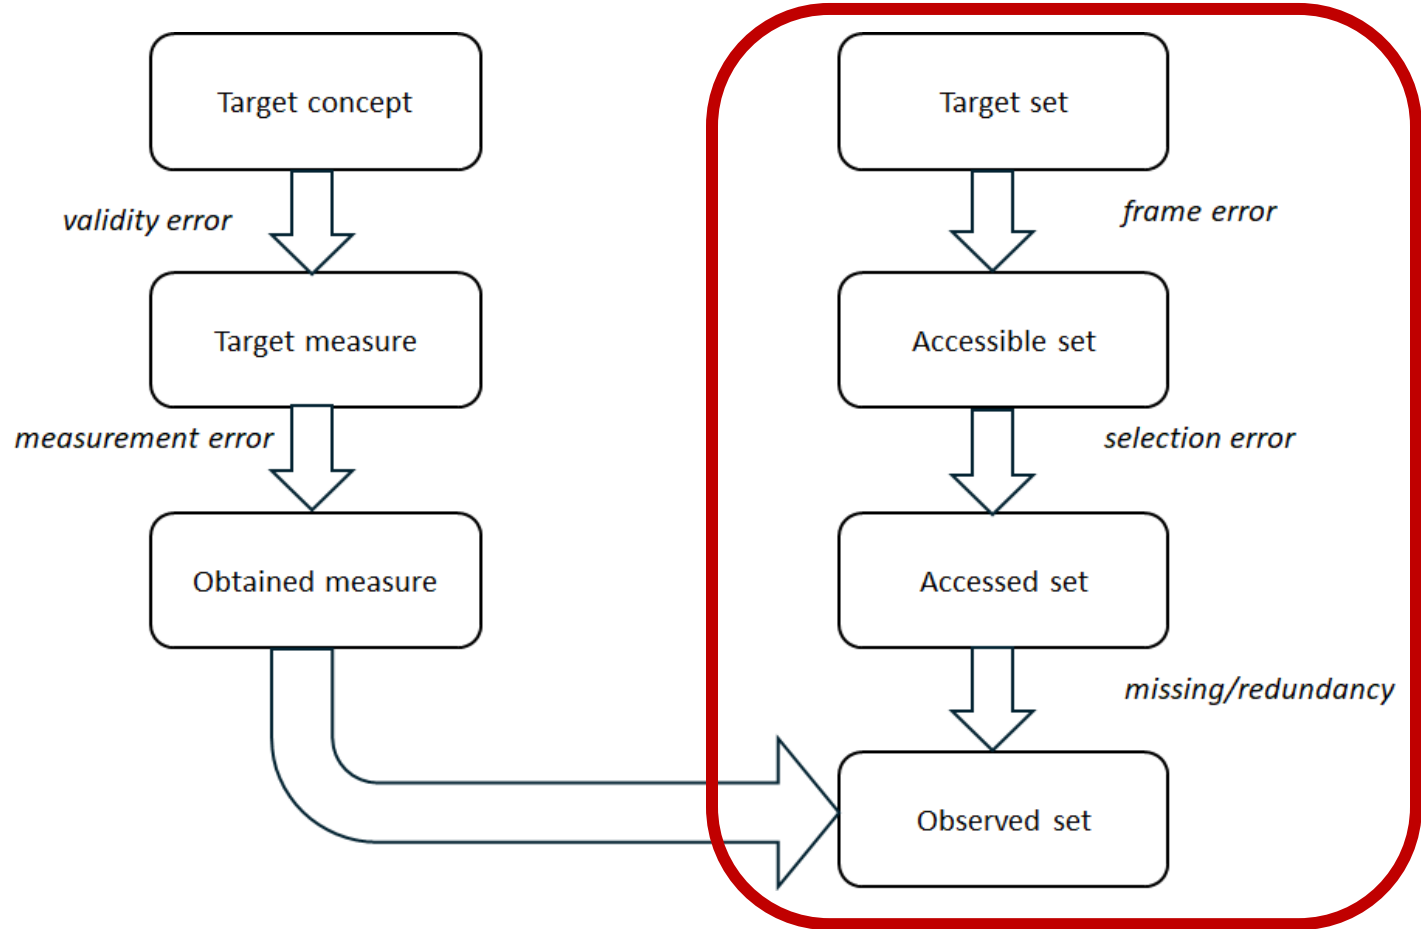 Target concept
validity error
Target measure
measurement error
Obtained measure
Target set
frame error
Accessible set
selection error
Accessed set
missing/redundancy
Observed set